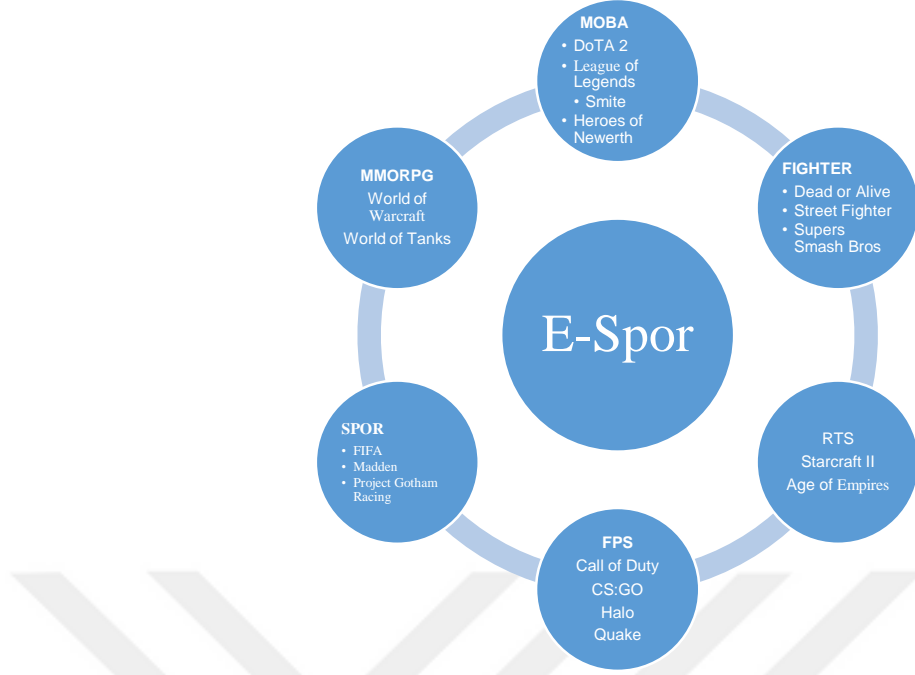 MOBA
• DoTA 2
• League of
Legends
• Smite
• Heroes of
Newerth
FIGHTER
• Dead or Alive
• Street Fighter
• Supers
Smash Bros
RTS
Starcraft II
Age of Empires
FPS
Call of Duty
CS:GO
Halo
Quake
SPOR
• FIFA
• Madden
• Project Gotham
Racing
MMORPG
World of
Warcraft
World of Tanks
E-Spor